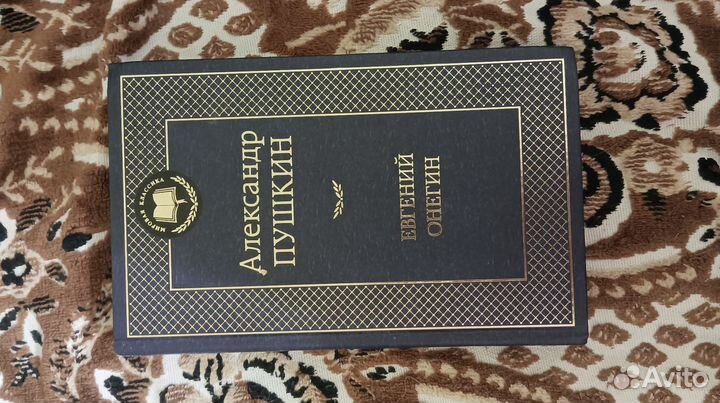 МИРОВАЯ КЛАССИКА
Александр
ПУШКИН
ЕВГЕНИЙ
ОНЕГИН
Avito